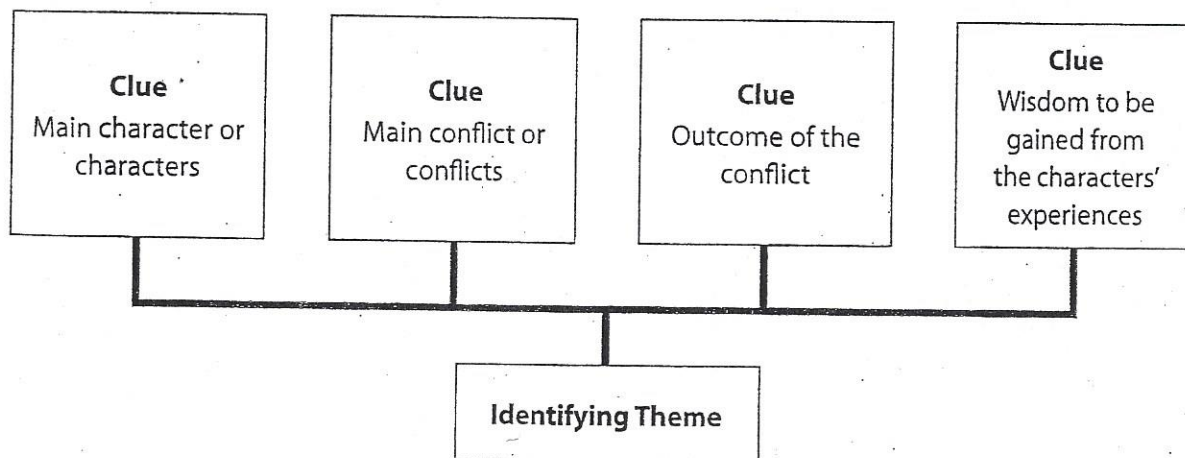 Clue
Main character or
characters
Clue
Main conflict or
conflicts
Clue
Outcome of the
conflict
Clue
Wisdom to be
gained from
the characters'
experiences
Identifying Theme